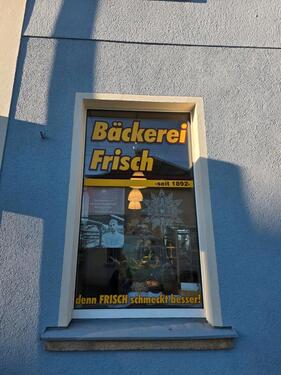 Bäckerei
Frisch
-seit 1892-
denn FRISCH schmeckt besser!